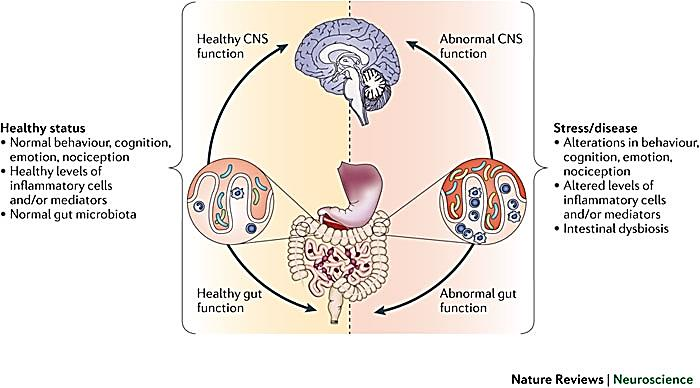 Healthy CNS
function
Abnormal CNS
function
Healthy status
• Normal behaviour, cognition,
emotion, nociception
• Healthy levels of
inflammatory cells
and/or mediators
• Normal gut microbiota
Stress/disease
• Alterations in behaviour,
cognition, emotion,
nociception
• Altered levels of
inflammatory cells
and/or mediators
• Intestinal dysbiosis
Healthy gut
function
Abnormal gut
function
Nature Reviews | Neuroscience